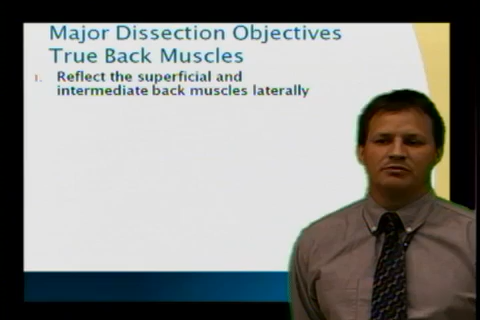 Major Dissection Objectives
True Back Muscles
1. Reflect the superficial and
intermediate back muscles laterally